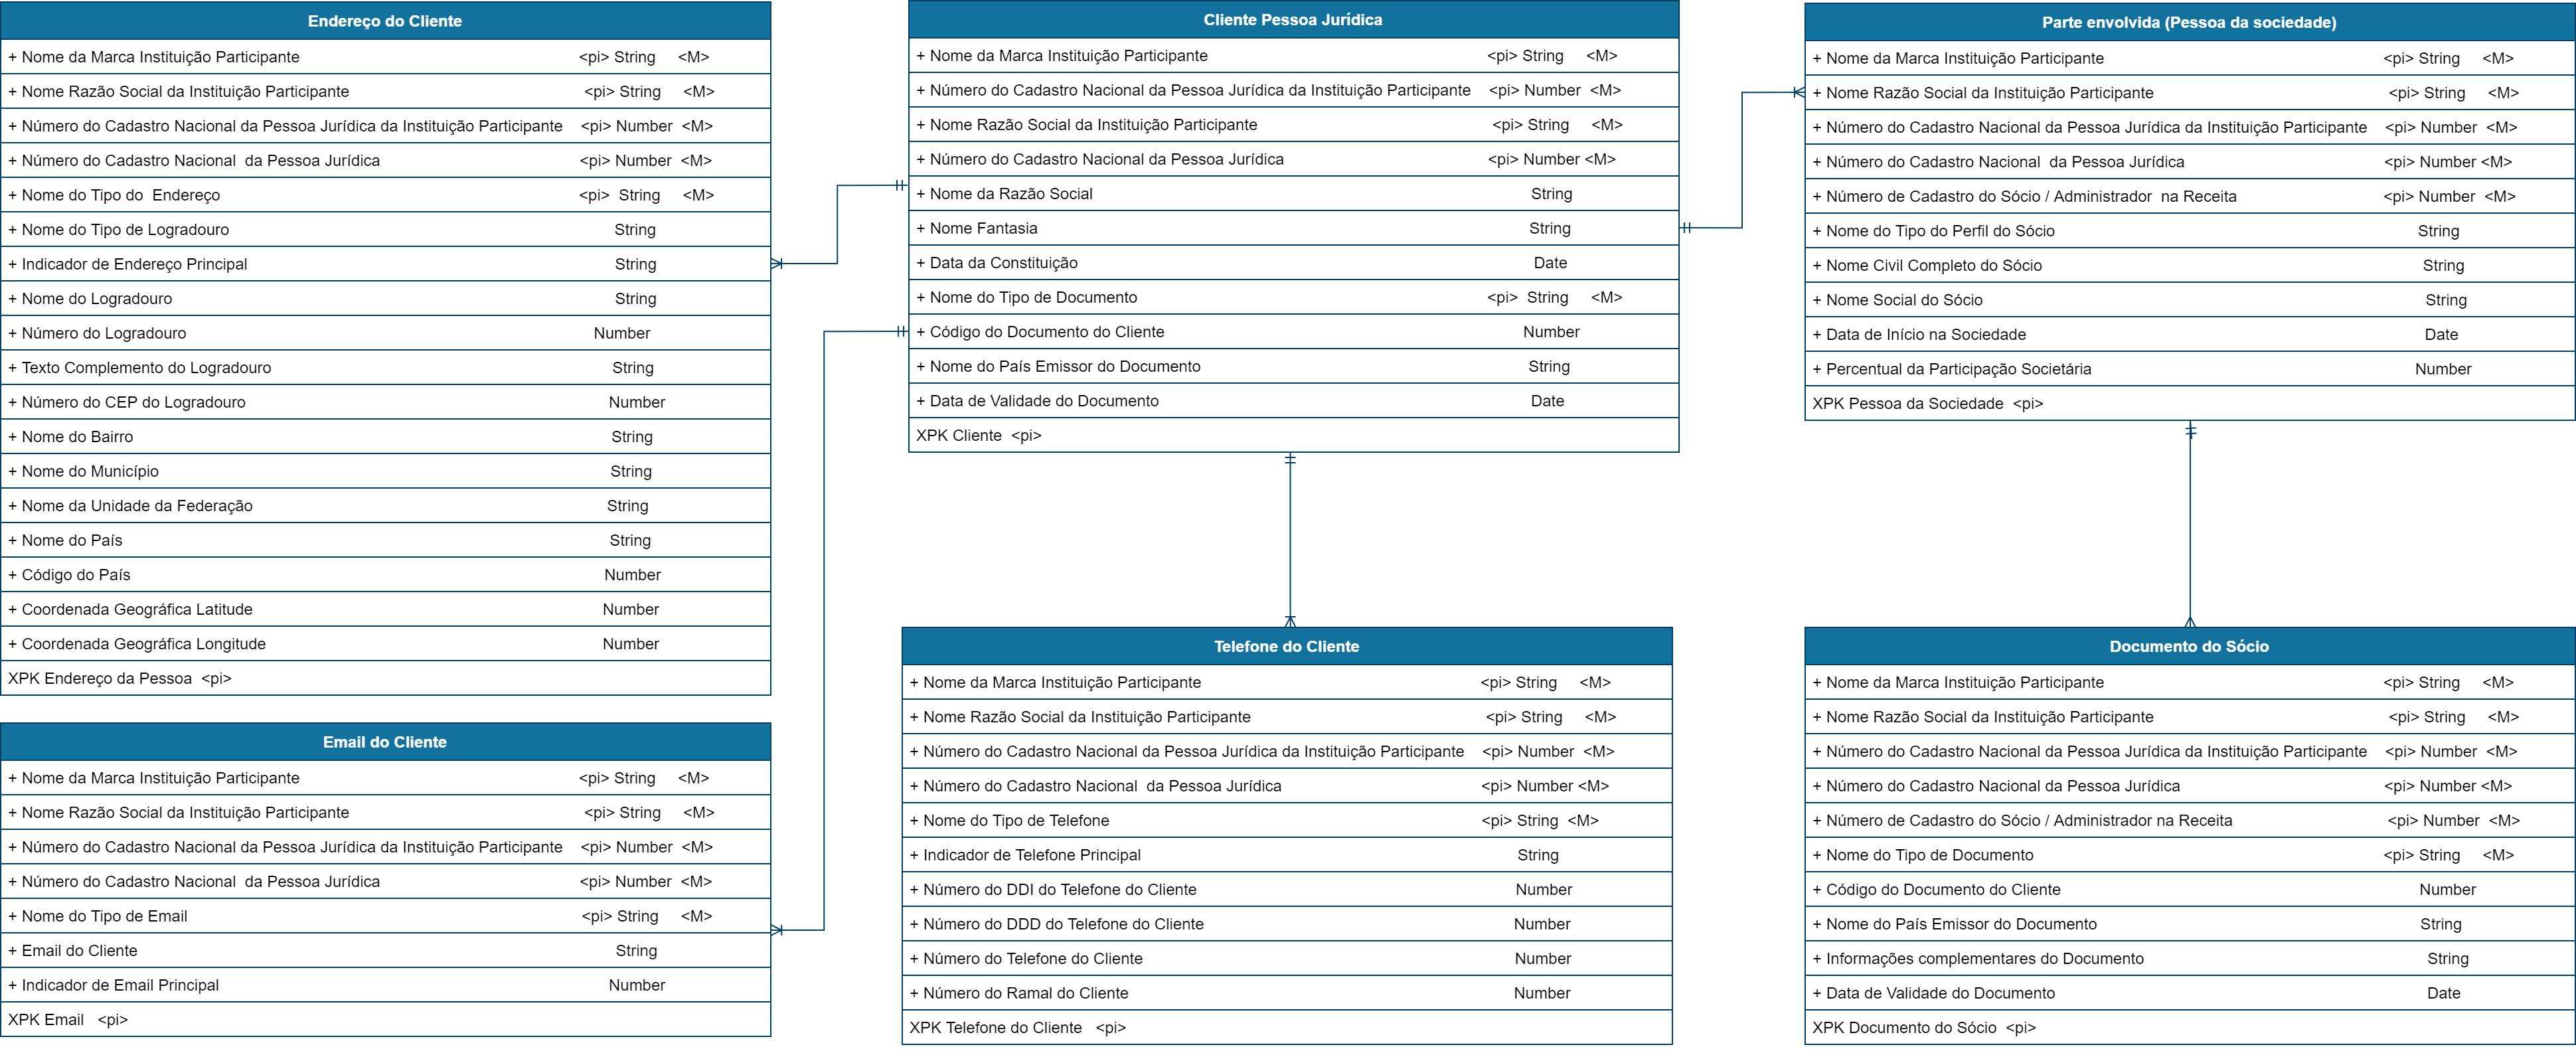 Endereço do Cliente
+ Nome da Marca Instituição Participante <pi> String <M>
+ Nome Razão Social da Instituição Participante <pi> String <M>
+ Número do Cadastro Nacional da Pessoa Jurídica da Instituição Participante <pi> Number <M>
+ Número do Cadastro Nacional da Pessoa Jurídica <pi> Number <M>
+ Nome do Tipo do Endereço <pi> String <M>
+ Nome do Tipo de Logradouro String
+ Indicador de Endereço Principal String
+ Nome do Logradouro String
+ Número do Logradouro Number
+ Texto Complemento do Logradouro String
+ Número do CEP do Logradouro Number
+ Nome do Bairro String
+ Nome do Município String
+ Nome da Unidade da Federação String
+ Nome do País String
+ Código do País Number
+ Coordenada Geográfica Latitude Number
+ Coordenada Geográfica Longitude Number
XPK Endereço da Pessoa <pi>
Email do Cliente
+ Nome da Marca Instituição Participante <pi> String <M>
+ Nome Razão Social da Instituição Participante <pi> String <M>
+ Número do Cadastro Nacional da Pessoa Jurídica da Instituição Participante <pi> Number <M>
+ Número do Cadastro Nacional da Pessoa Jurídica <pi> Number <M>
+ Nome do Tipo de Email <pi> String <M>
+ Email do Cliente String
+ Indicador de Email Principal Number
XPK Email <pi>
Cliente Pessoa Jurídica
+ Nome da Marca Instituição Participante <pi> String <M>
+ Número do Cadastro Nacional da Pessoa Jurídica da Instituição Participante <pi> Number <M>
+ Nome Razão Social da Instituição Participante <pi> String <M>
+ Número do Cadastro Nacional da Pessoa Jurídica <pi> Number <M>
+ Nome da Razão Social String
+ Nome Fantasia String
+ Data da Constituição Date
+ Nome do Tipo de Documento <pi> String <M>
+ Código do Documento do Cliente Number
+ Nome do País Emissor do Documento String
+ Data de Validade do Documento Date
XPK Cliente <pi>
Telefone do Cliente
+ Nome da Marca Instituição Participante <pi> String <M>
+ Nome Razão Social da Instituição Participante <pi> String <M>
+ Número do Cadastro Nacional da Pessoa Jurídica da Instituição Participante <pi> Number <M>
+ Número do Cadastro Nacional da Pessoa Jurídica <pi> Number <M>
+ Nome do Tipo de Telefone <pi> String <M>
+ Indicador de Telefone Principal String
+ Número do DDI do Telefone do Cliente Number
+ Número do DDD do Telefone do Cliente Number
+ Número do Telefone do Cliente Number
+ Número do Ramal do Cliente Number
XPK Telefone do Cliente <pi>
Parte envolvida (Pessoa da sociedade)
+ Nome da Marca Instituição Participante <pi> String <M>
+ Nome Razão Social da Instituição Participante <pi> String <M>
+ Número do Cadastro Nacional da Pessoa Jurídica da Instituição Participante <pi> Number <M>
+ Número do Cadastro Nacional da Pessoa Jurídica <pi> Number <M>
+ Número de Cadastro do Sócio / Administrador na Receita <pi> Number <M>
+ Nome do Tipo do Perfil do Sócio String
+ Nome Civil Completo do Sócio String
+ Nome Social do Sócio String
+ Data de Início na Sociedade Date
+ Percentual da Participação Societária Number
XPK Pessoa da Sociedade <pi>
Documento do Sócio
+ Nome da Marca Instituição Participante <pi> String <M>
+ Nome Razão Social da Instituição Participante <pi> String <M>
+ Número do Cadastro Nacional da Pessoa Jurídica da Instituição Participante <pi> Number <M>
+ Número do Cadastro Nacional da Pessoa Jurídica <pi> Number <M>
+ Número de Cadastro do Sócio / Administrador na Receita <pi> Number <M>
+ Nome do Tipo de Documento <pi> String <M>
+ Código do Documento do Cliente Number
+ Nome do País Emissor do Documento String
+ Informações complementares do Documento String
+ Data de Validade do Documento Date
XPK Documento do Sócio <pi>